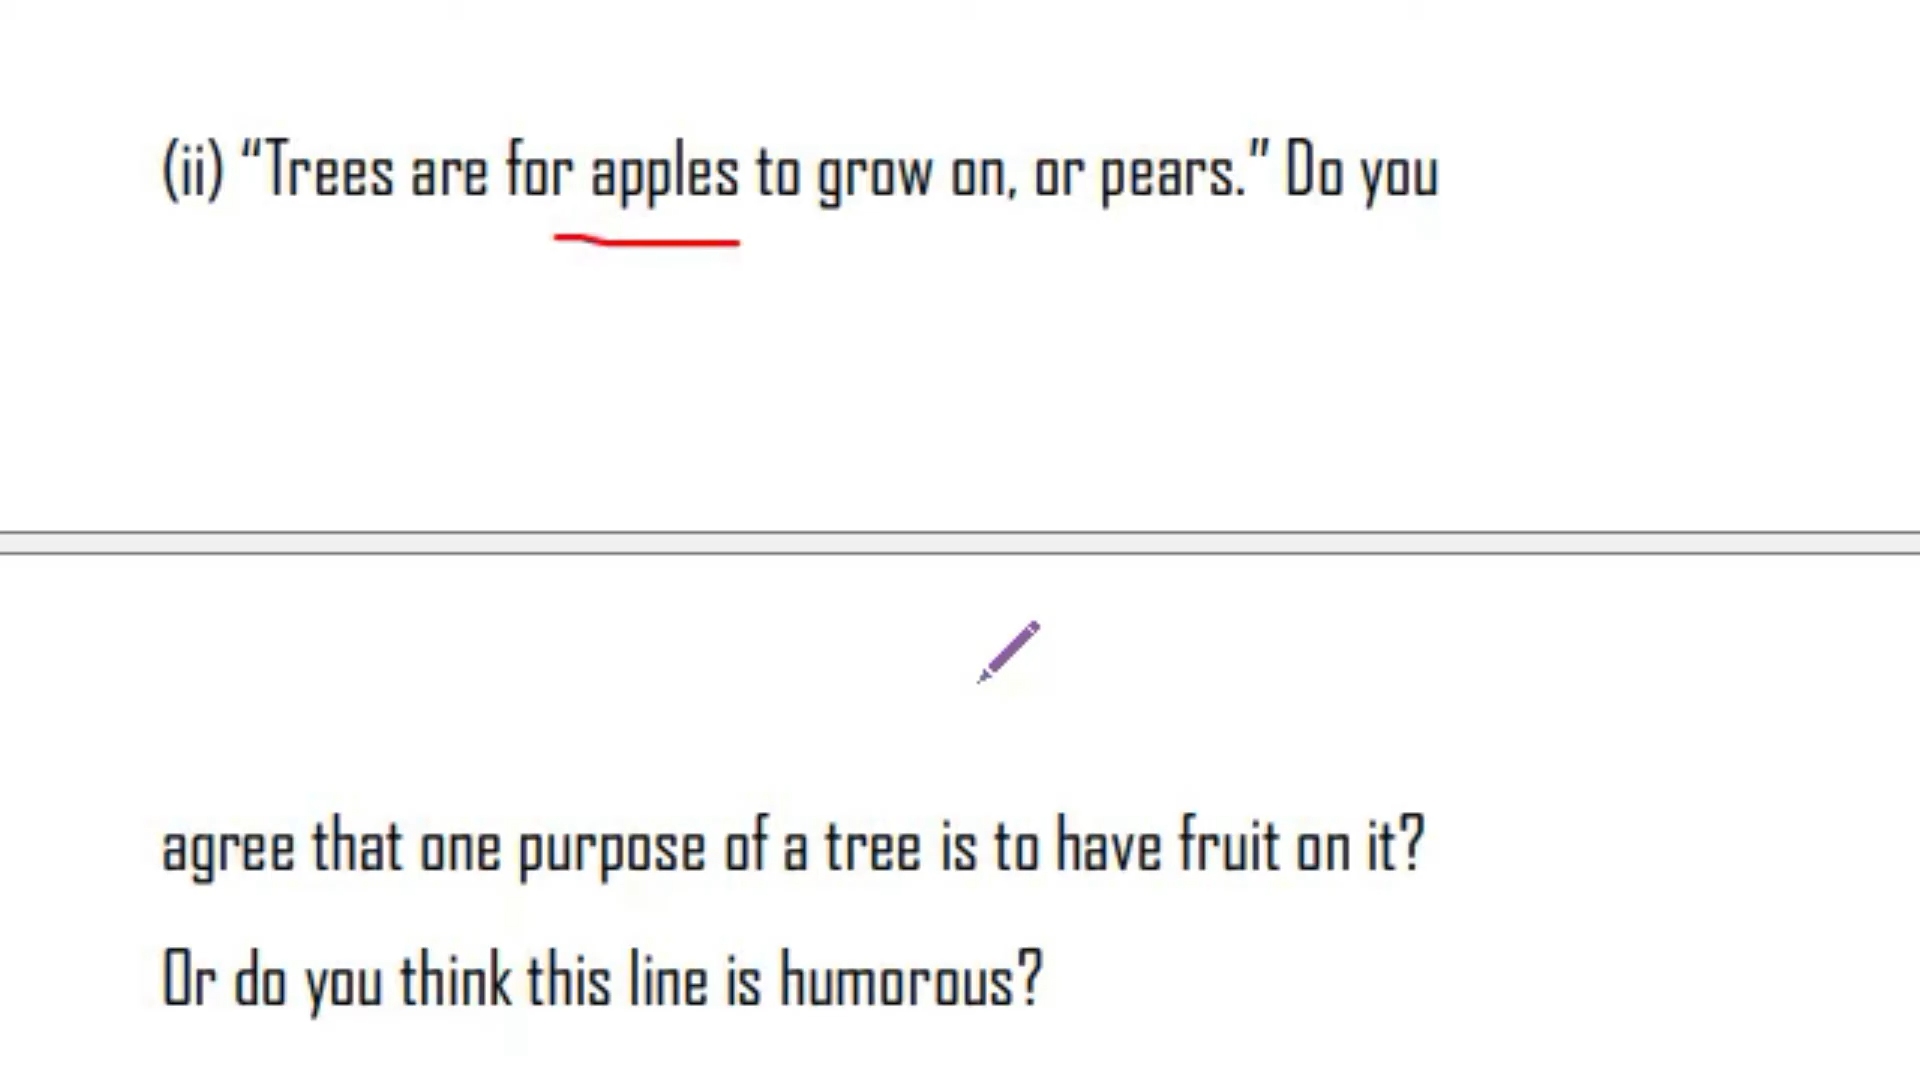 (ii) “Trees are for apples to grow on, or pears.” Do you
agree that one purpose of a tree is to have fruit on it?
Or do you think this line is humorous?